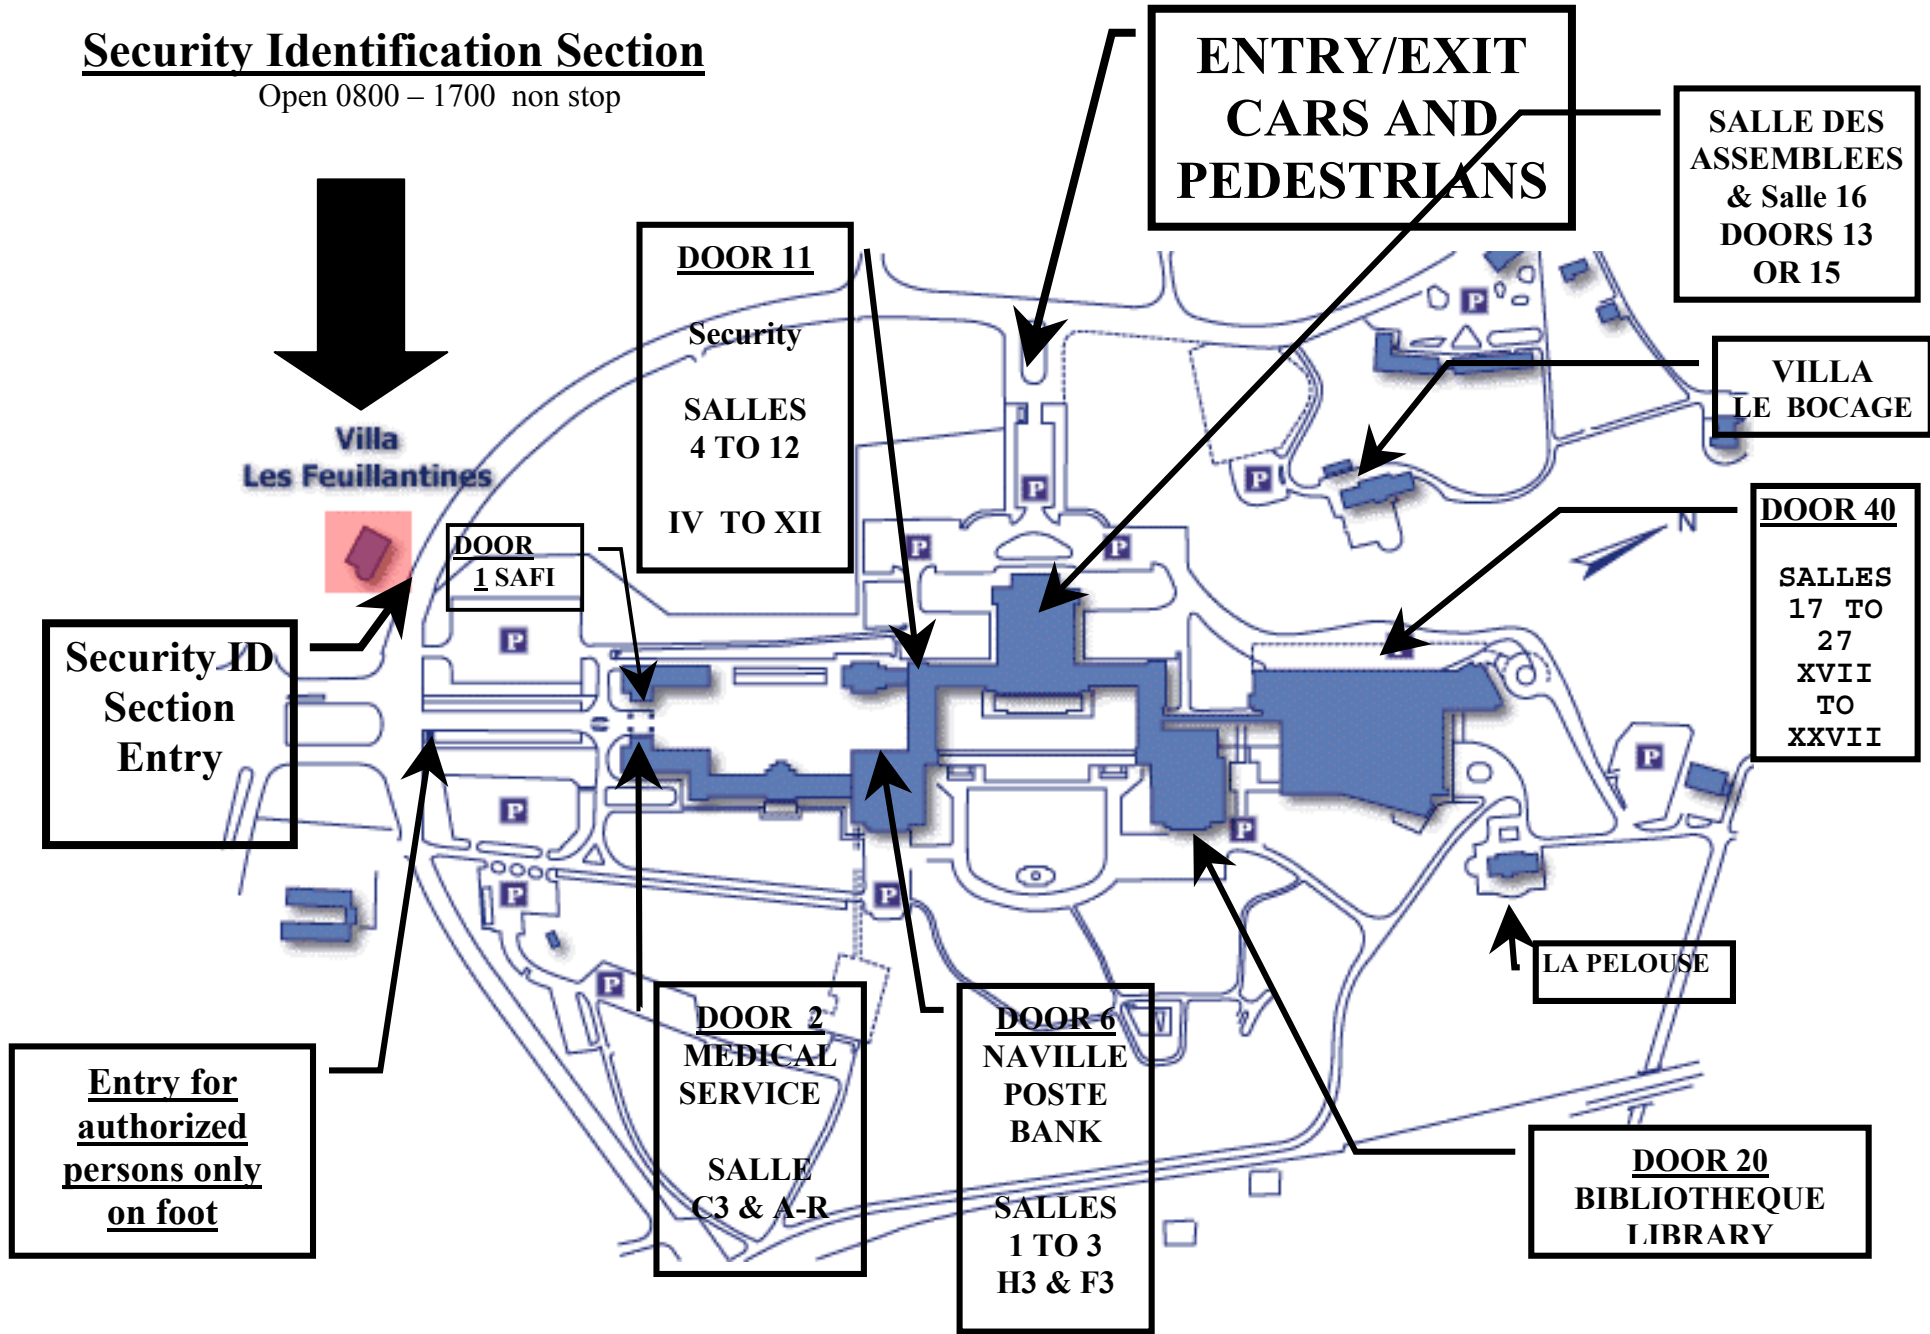 Security Identification Section
Open 0800 – 1700 non stop
ENTRY/EXIT
CARS AND
PEDESTRIANS
SALLE DES
ASSEMBLEES
& Salle 16
DOORS 13
OR 15
DOOR 11
Security
SALLES
4 TO 12
IV TO XII
VILLA
LE BOCAGE
Villa
Les Feuillantines
DOOR
1 SAFI
DOOR 40
SALLES
17 TO
27
XVII
TO
XXVII
N
P
P
P
P
P
P
P
P
P
P
P
P
P
P
Security ID
Section
Entry
LA PELOUSE
Entry for
authorized
persons only
on foot
DOOR 2
MEDICAL
SERVICE
SALLE
C3 & A-R
DOOR 6
NAVILLE
POSTE
BANK
SALLES
1 TO 3
H3 & F3
DOOR 20
BIBLIOTHEQUE
LIBRARY